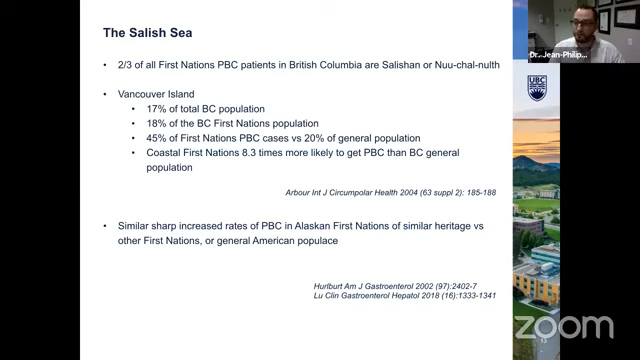 The Salish Sea
• 2/3 of all First Nations PBC patients in British Columbia are Salishan or Nuu-chal-nulth
• Vancouver Island
• 17% of total BC population
• 18% of the BC First Nations population
• 45% of First Nations PBC cases vs 20% of general population
• Coastal First Nations 8.3 times more likely to get PBC than BC general
population
Arbour Int J Circumpolar Health 2004 (63 suppl 2): 185-188
• Similar sharp increased rates of PBC in Alaskan First Nations of similar heritage vs
other First Nations, or general American populace
Hurlburt Am J Gastroenterol 2002 (97):2402-7
Lu Clin Gastroenterol Hepatol 2018 (16):1333-1341
Dr. Jean-Philip...
UBC
zoom
13